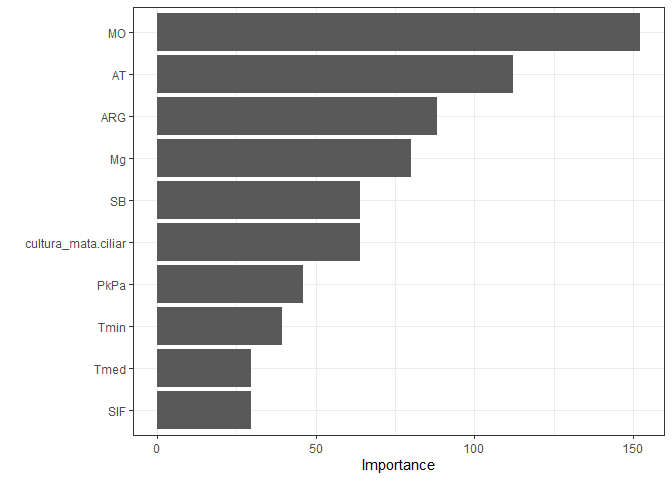 MO
AT
ARG
Mg
SB
cultura_mata.ciliar
PkPa
Tmin
Tmed
SIF
0 50 100 150
Importance